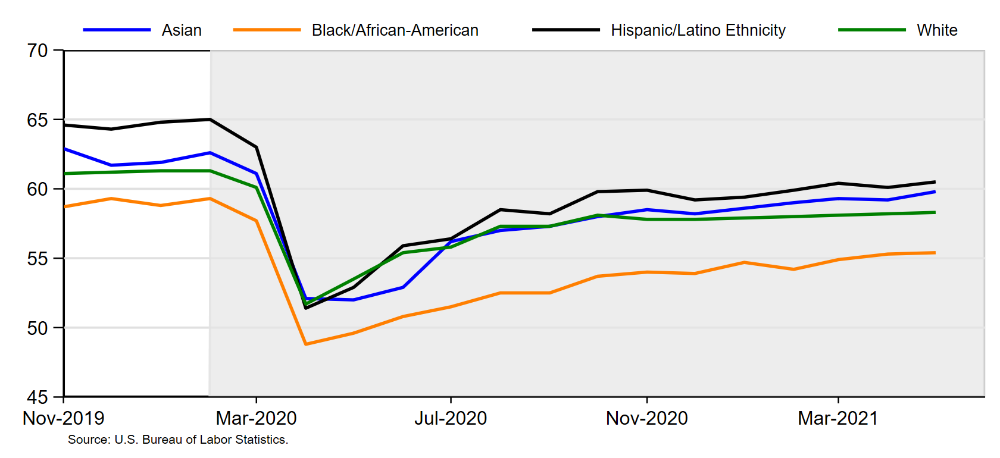 Asian Black/African-American Hispanic/Latino Ethnicity White
70
65
60
55
50
45
Nov-2019 Mar-2020 Jul-2020 Nov-2020 Mar-2021
Source: U.S. Bureau of Labor Statistics.